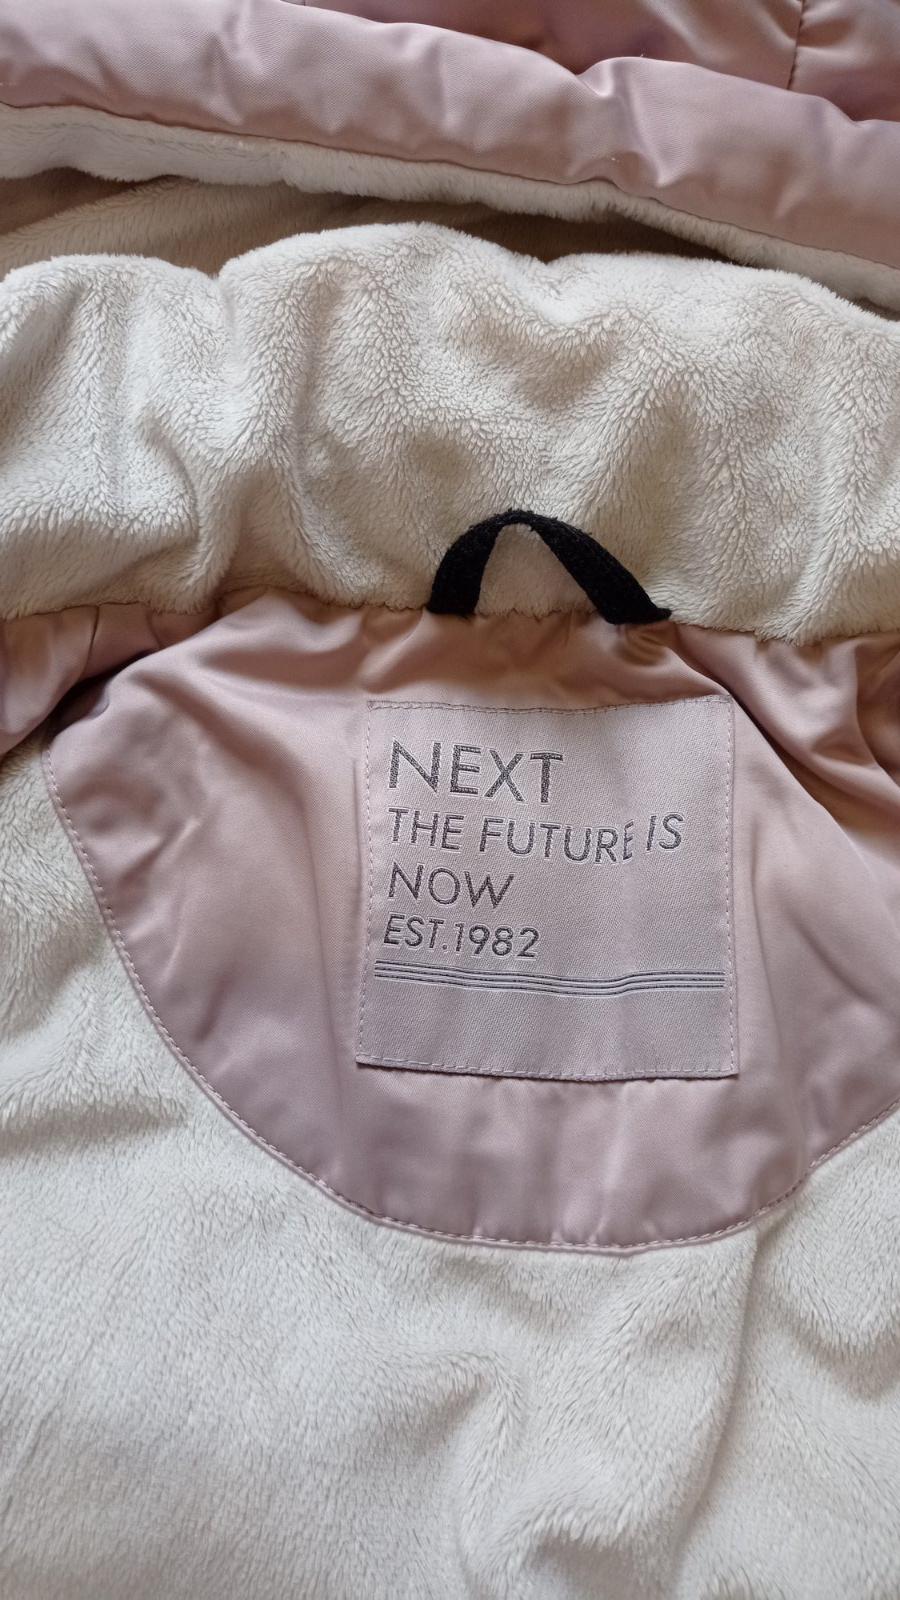 NEXT
THE FUTURE IS
NOW
EST.1982